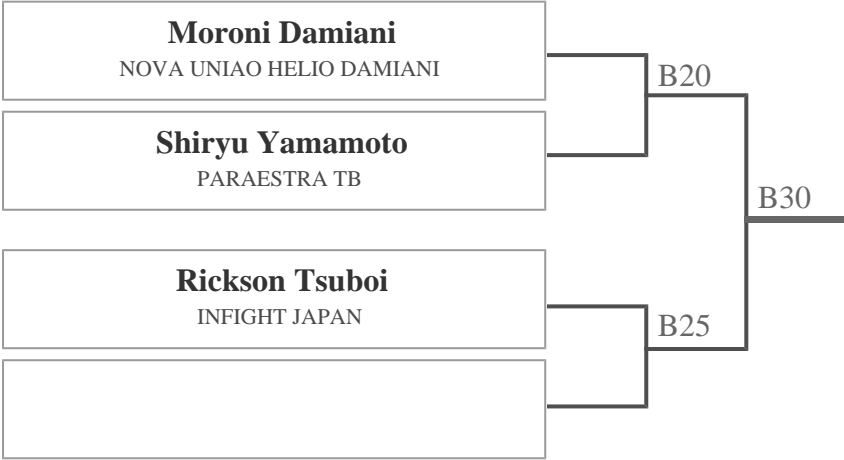 Moroni Damiani
NOVA UNIAO HELIO DAMIANI
B20
Shiryu Yamamoto
PARAESTRA TB
B30
Rickson Tsuboi
INFIGHT JAPAN
B25